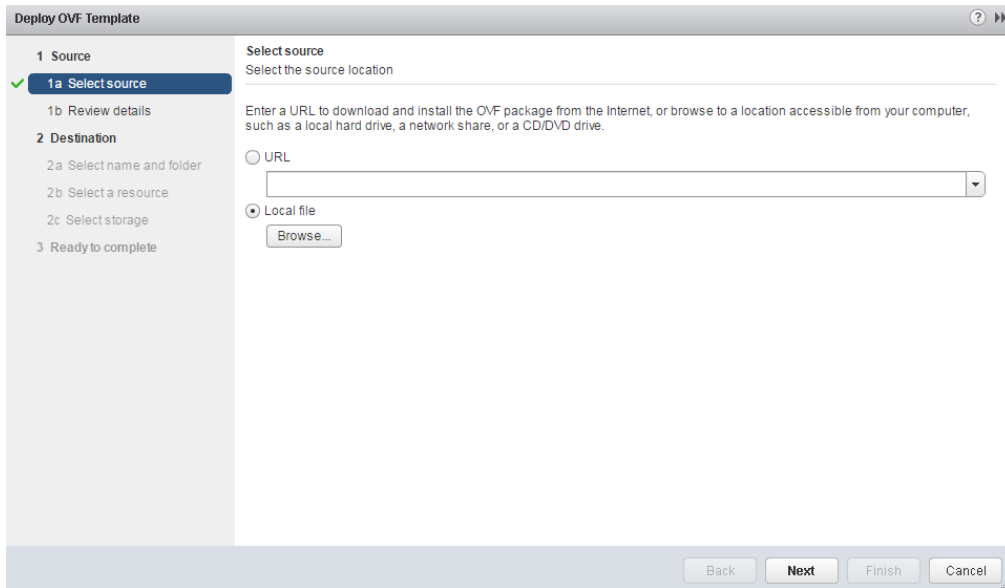 Deploy OVF Template
?
1 Source
1a Select source
1b Review details
2 Destination
2a Select name and folder
2b Select a resource
2c Select storage
3 Ready to complete
Select source
Select the source location
Enter a URL to download and install the OVF package from the Internet, or browse to a location accessible from your computer,
such as a local hard drive, a network share, or a CD/DVD drive.
URL
Local file
Browse...
Back
Next
Finish
Cancel